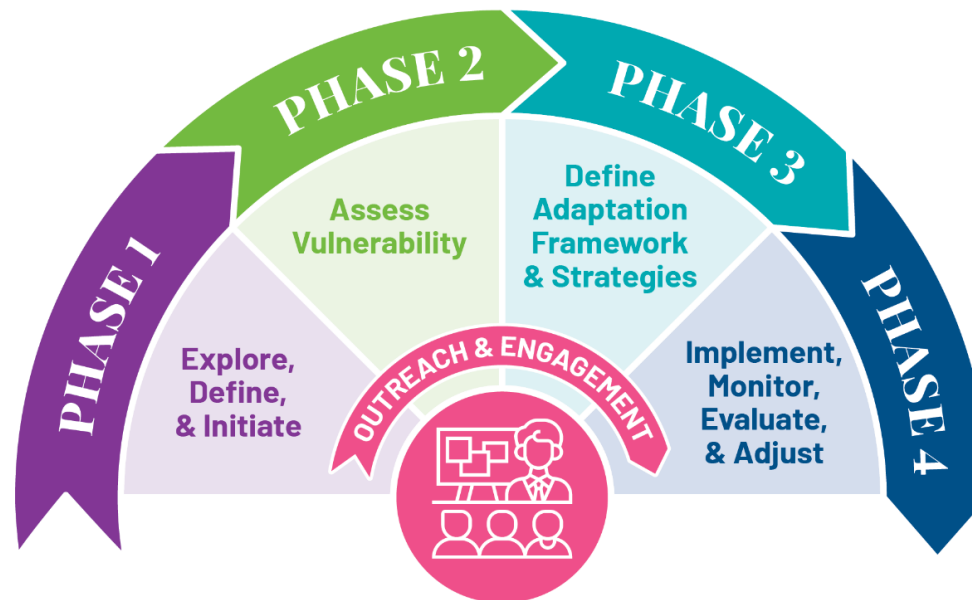 PHASE 1
Explore,
Define,
& Initiate
PHASE 2
Assess
Vulnerability
PHASE 3
Define
Adaptation
Framework
& Strategies
PHASE 4
Implement,
Monitor,
Evaluate,
& Adjust
OUTREACH & ENGAGEMENT